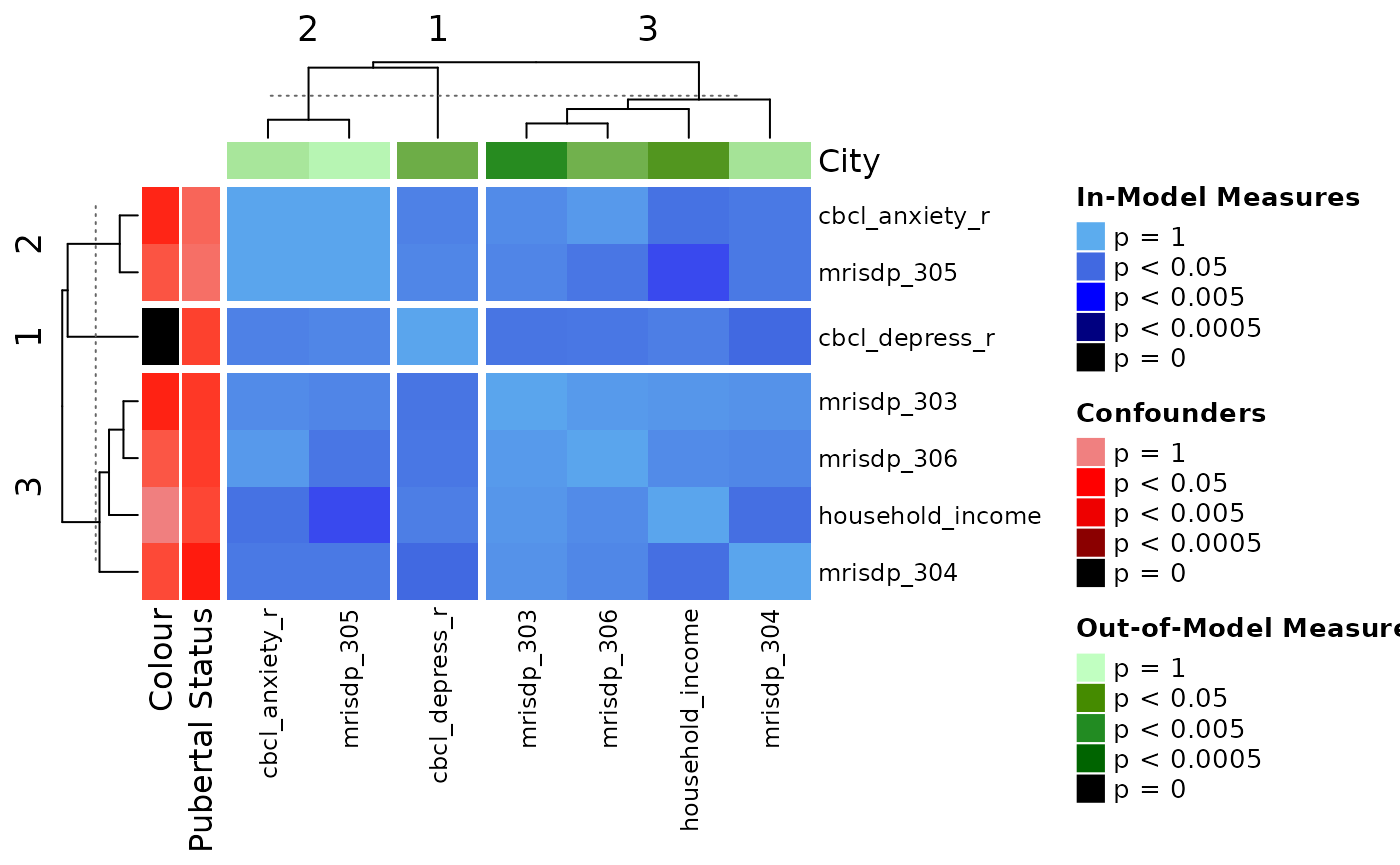 2 1 3
City
2
1
3
cbcl_anxiety_r
mrisdp_305
cbcl_depress_r
mrisdp_303
mrisdp_306
household_income
mrisdp_304
Colour
Pubertal Status
cbcl_anxiety_r
mrisdp_305
cbcl_depress_r
mrisdp_303
mrisdp_306
household_income
mrisdp_304
In-Model Measures
p = 1
p < 0.05
p < 0.005
p < 0.0005
p = 0
Confounders
p = 1
p < 0.05
p < 0.005
p < 0.0005
p = 0
Out-of-Model Measure
p = 1
p < 0.05
p < 0.005
p < 0.0005
p = 0